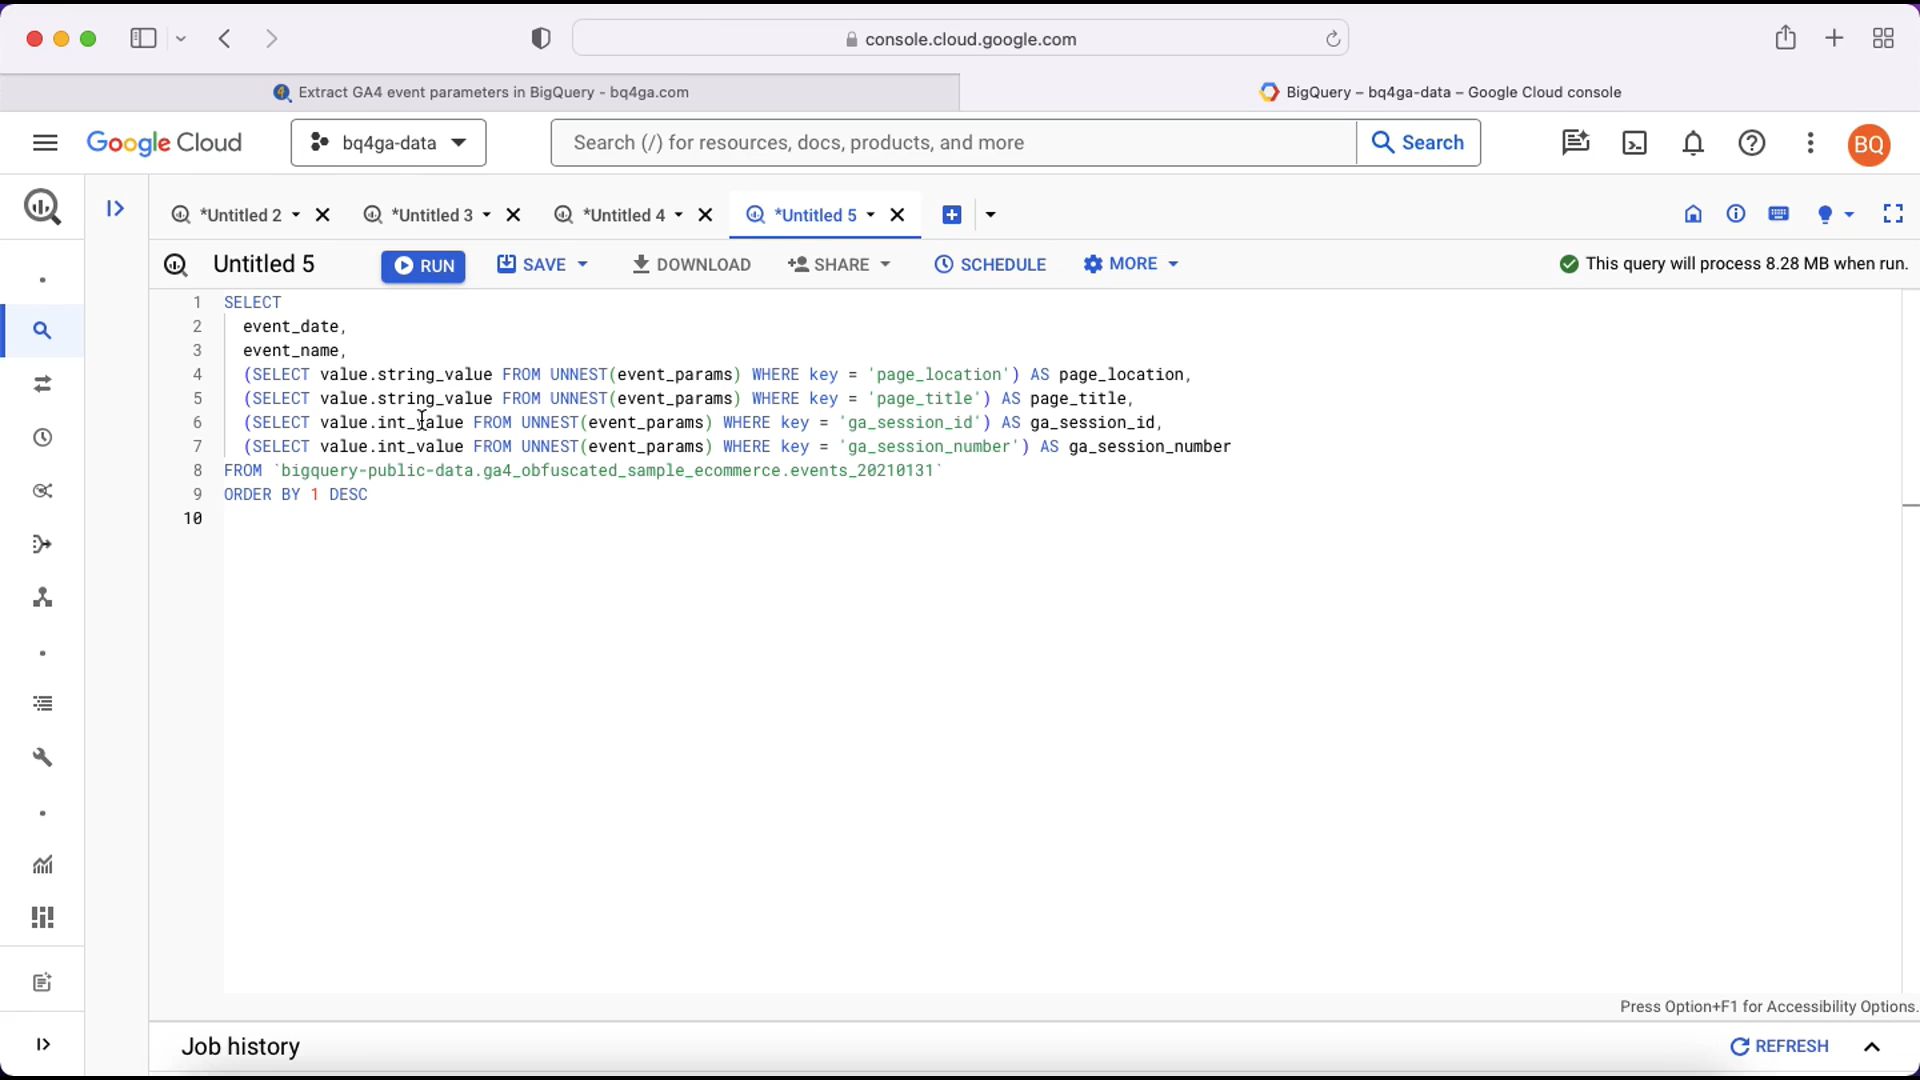 console.cloud.google.com
Extract GA4 event parameters in BigQuery - bq4ga.com
BigQuery – bq4ga-data – Google Cloud console
Google Cloud
bq4ga-data
Search (/) for resources, docs, products, and more
Search
BQ
*Untitled 2
*Untitled 3
*Untitled 4
*Untitled 5
Untitled 5
RUN
SAVE
DOWNLOAD
SHARE
SCHEDULE
MORE
This query will process 8.28 MB when run.
1 SELECT
2 event_date,
3 event_name,
4 (SELECT value.string_value FROM UNNEST(event_params) WHERE key = 'page_location') AS page_location,
5 (SELECT value.string_value FROM UNNEST(event_params) WHERE key = 'page_title') AS page_title,
6 (SELECT value.int_value FROM UNNEST(event_params) WHERE key = 'ga_session_id') AS ga_session_id,
7 (SELECT value.int_value FROM UNNEST(event_params) WHERE key = 'ga_session_number') AS ga_session_number
8 FROM `bigquery-public-data.ga4_obfuscated_sample_ecommerce.events_20210131`
9 ORDER BY 1 DESC
10
Press Option+F1 for Accessibility Options.
Job history
REFRESH